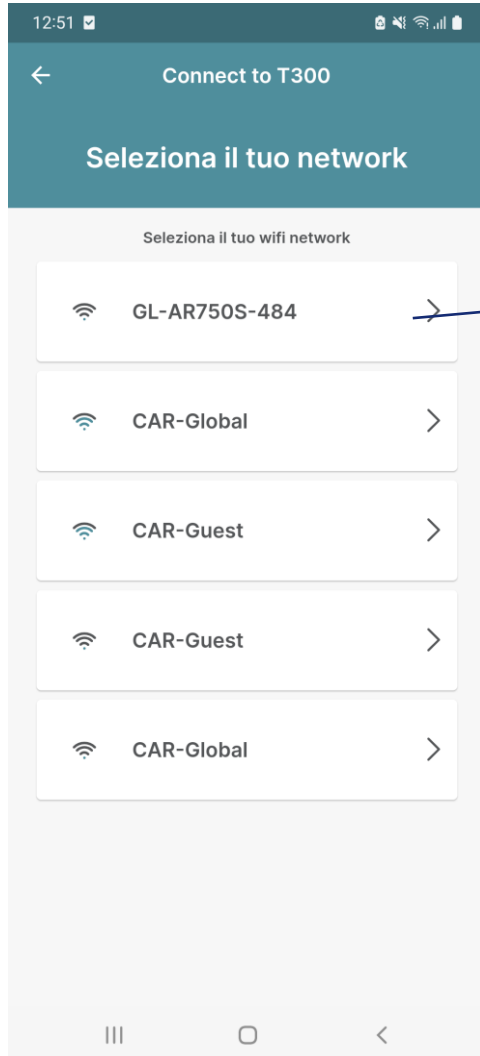 12:51
Connect to T300
Seleziona il tuo network
Seleziona il tuo wifi network
GL-AR750S-484
CAR-Global
CAR-Guest
CAR-Guest
CAR-Global